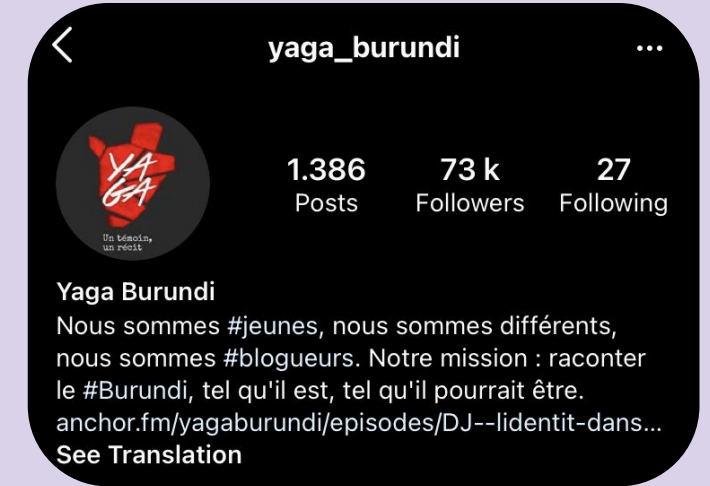 yaga_burundi
YA
GA
Un témoin,
un récit
1.386 73 k 27
Posts Followers Following
Yaga Burundi
Nous sommes #jeunes, nous sommes différents,
nous sommes #blogueurs. Notre mission : raconter
le #Burundi, tel qu'il est, tel qu'il pourrait être.
anchor.fm/yagaburundi/episodes/DJ--lidentit-dans...
See Translation